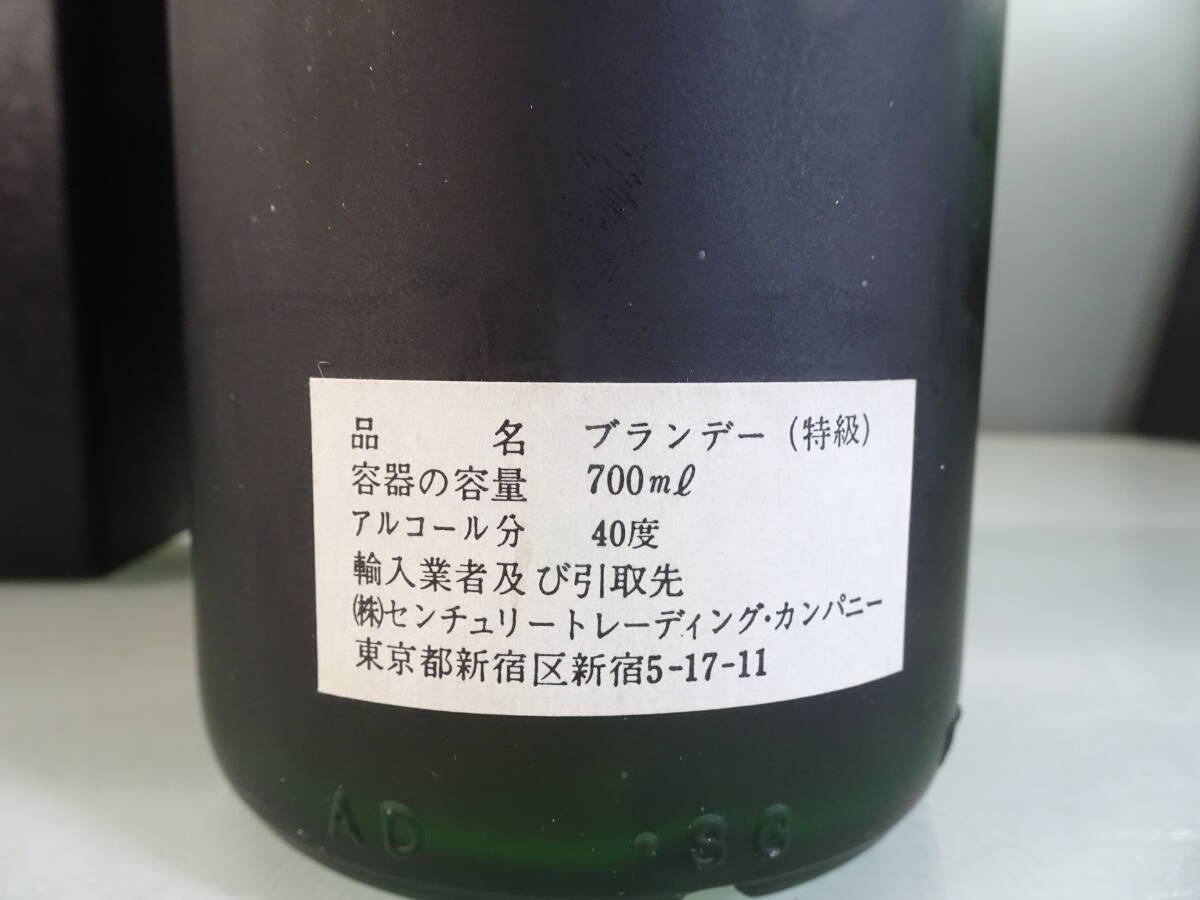 品名 ブランデー (特級)
容器の容量 700mℓ
アルコール分 40度
輸入業者及び引取先
㈱センチュリートレーディング・カンパニー
東京都新宿区新宿5-17-11
AD